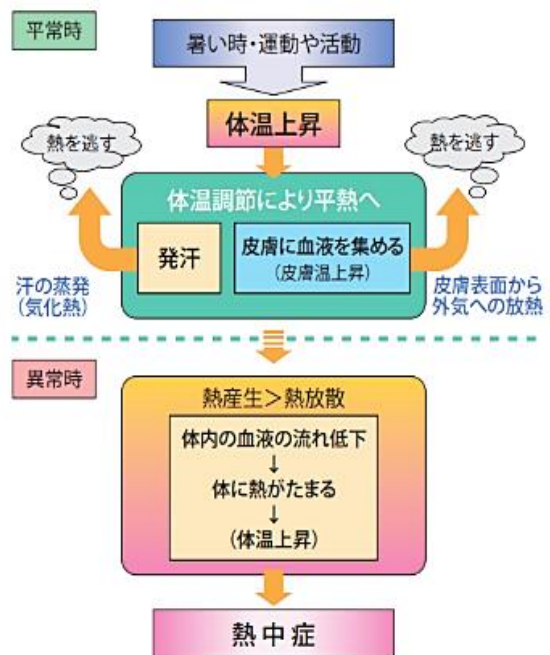 平常時
暑い時・運動や活動
体温上昇
熱を逃す
熱を逃す
体温調節により平熱へ
発汗
皮膚に血液を集める
(皮膚温上昇)
汗の蒸発
(気化熱)
皮膚表面から
外気への放熱
異常時
熱産生＞熱放散
体内の血液の流れ低下
↓
体に熱がたまる
↓
(体温上昇)
熱中症